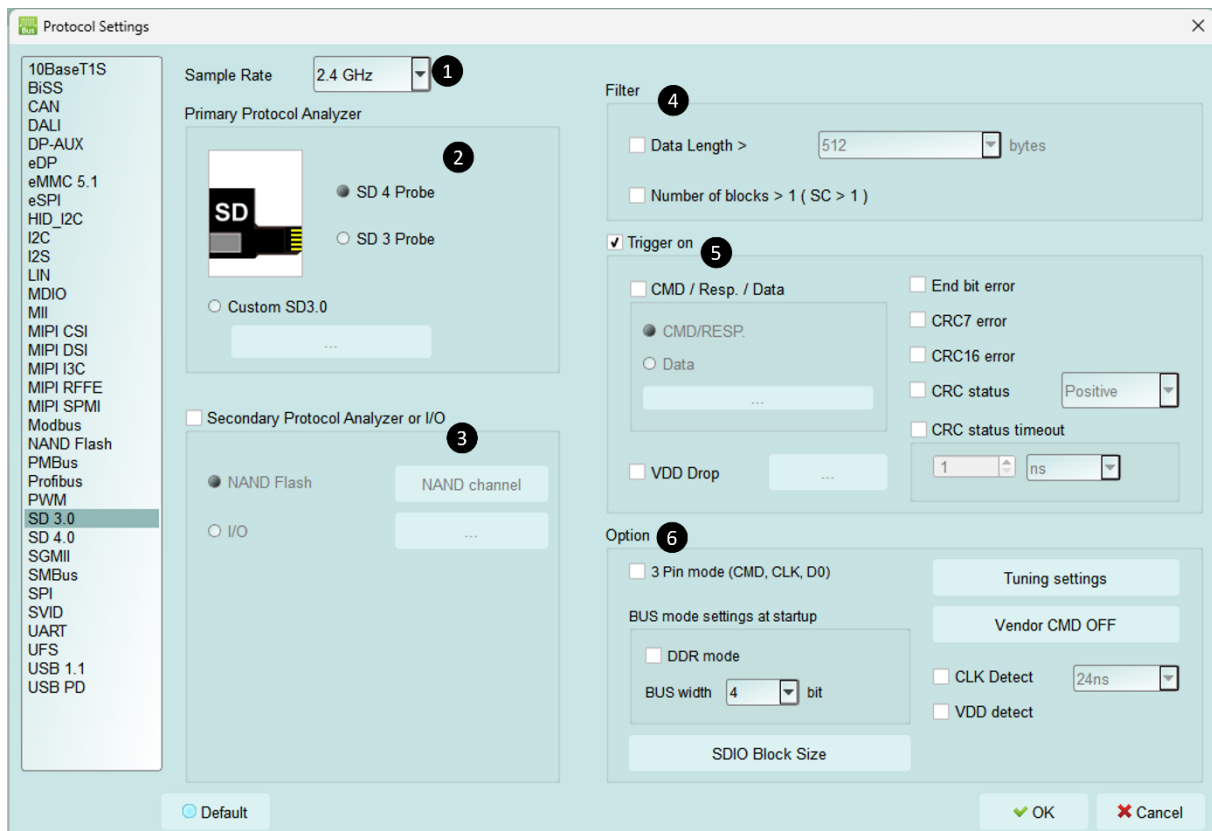 Bus Protocol Settings
10BaseT1S
BiSS
CAN
DALI
DP-AUX
eDP
eMMC 5.1
eSPI
HID_I2C
I2C
I2S
LIN
MDIO
MII
MIPI CSI
MIPI DSI
MIPI I3C
MIPI RFFE
MIPI SPMI
Modbus
NAND Flash
PMBus
Profibus
PWM
SD 3.0
SD 4.0
SGMII
SMBus
SPI
SVID
UART
UFS
USB 1.1
USB PD
Sample Rate 2.4 GHz 1
Primary Protocol Analyzer
2
SD
SD 4 Probe
SD 3 Probe
Custom SD3.0
...
Secondary Protocol Analyzer or I/O
3
NAND Flash NAND channel
I/O ...
Filter 4
Data Length > 512 bytes
Number of blocks > 1 ( SC > 1 )
Trigger on 5
CMD / Resp. / Data
CMD/RESP.
Data
...
VDD Drop ...
End bit error
CRC7 error
CRC16 error
CRC status Positive
CRC status timeout
1 ns
Option 6
3 Pin mode (CMD, CLK, D0)
BUS mode settings at startup
DDR mode
BUS width 4 bit
SDIO Block Size
Tuning settings
Vendor CMD OFF
CLK Detect 24ns
VDD detect
Default
OK
Cancel